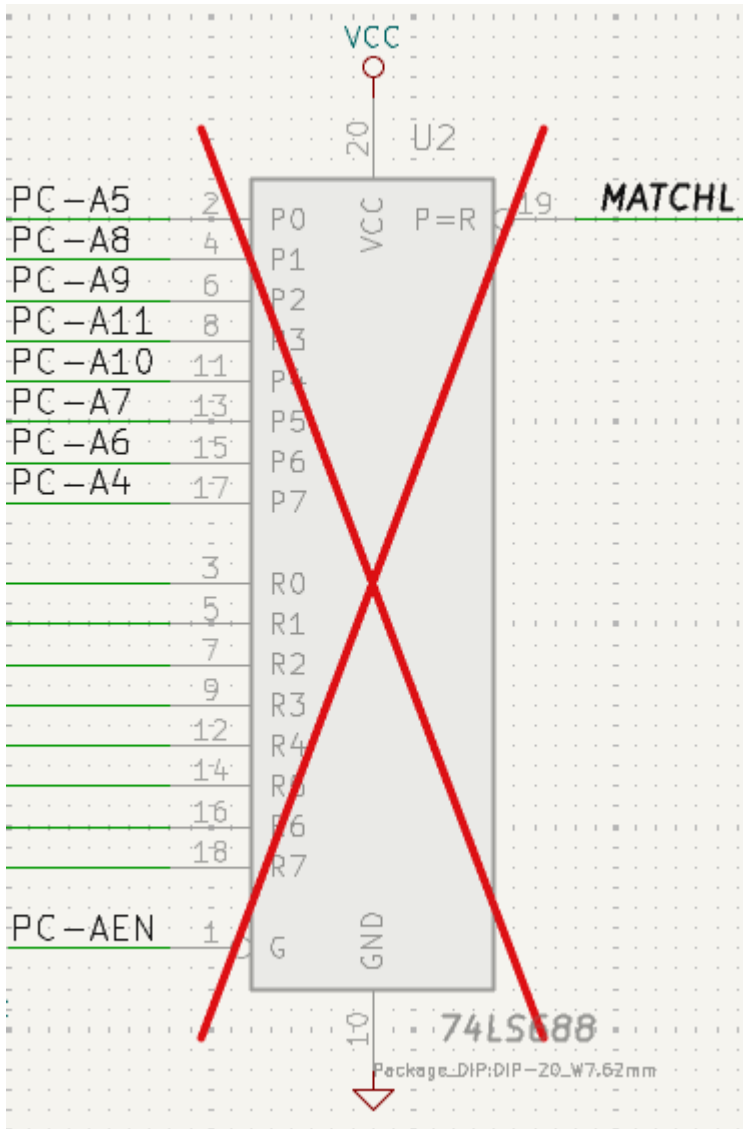 VCC
20 U2
PC-A5 2 P0 VCC P=R 19 MATCHL
PC-A8 4 P1
PC-A9 6 P2
PC-A11 8 P3
PC-A10 11 P4
PC-A7 13 P5
PC-A6 15 P6
PC-A4 17 P7
3 R0
5 R1
7 R2
9 R3
12 R4
14 R5
16 R6
18 R7
PC-AEN 1 G GND
10 74LS688
Package_DIP:DIP-20_W7.62mm